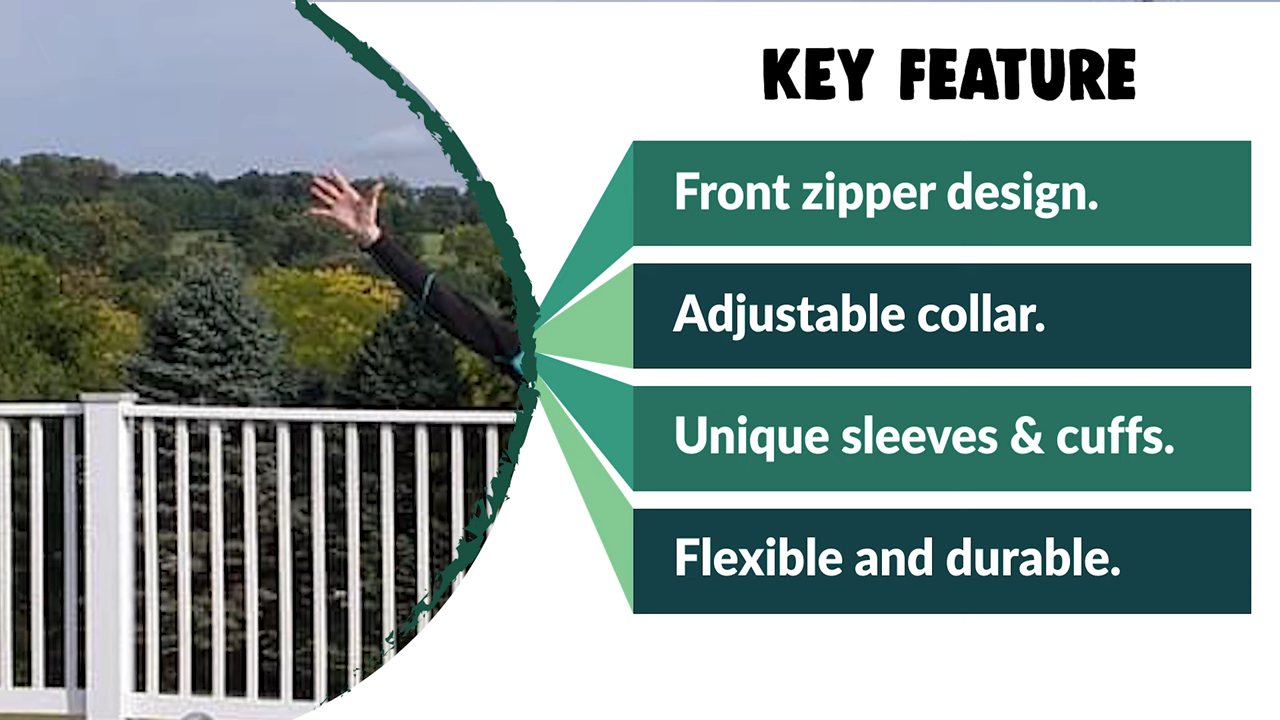 KEY FEATURE
Front zipper design.
Adjustable collar.
Unique sleeves & cuffs.
Flexible and durable.